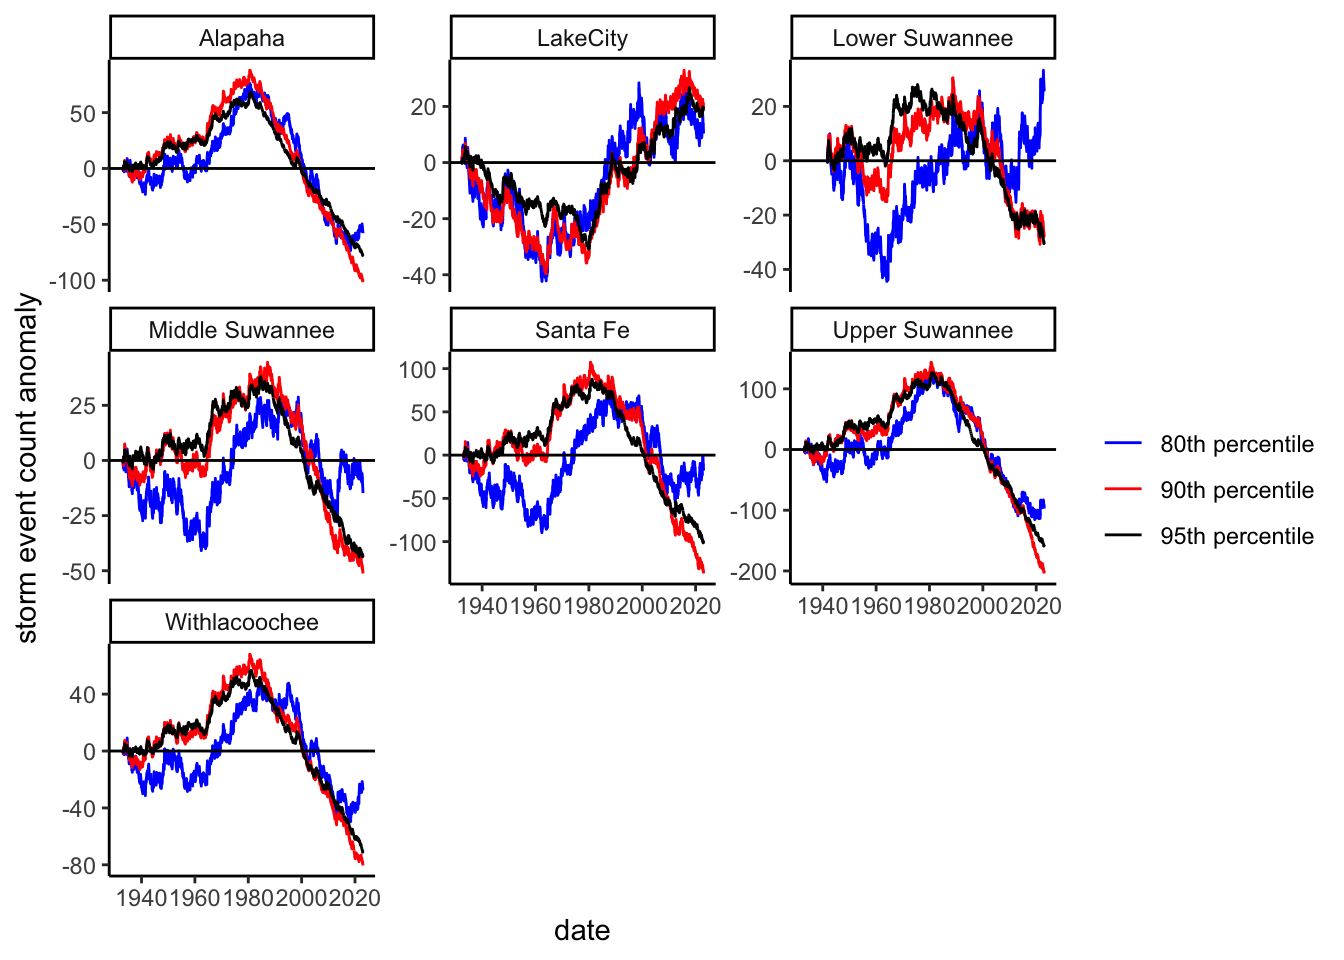 Alapaha
LakeCity
Lower Suwannee
50
0
-50
-100
20
0
-20
-40
20
0
-20
-40
Middle Suwannee
Santa Fe
Upper Suwannee
25
0
-25
-50
100
50
0
-50
-100
100
0
-100
-200
1940 1960 1980 2000 2020
1940 1960 1980 2000 2020
Withlacoochee
40
0
-40
-80
1940 1960 1980 2000 2020
date
storm event count anomaly
80th percentile
90th percentile
95th percentile